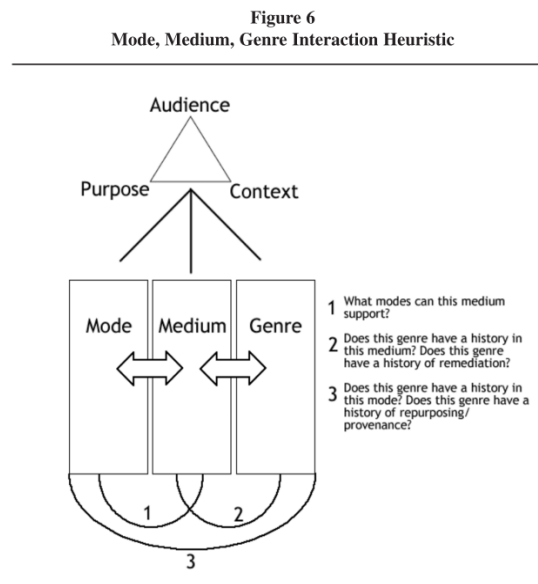 Figure 6
Mode, Medium, Genre Interaction Heuristic
Audience
Purpose
Context
Mode
Medium
Genre
1 What modes can this medium
support?
2 Does this genre have a history in
this medium? Does this genre
have a history of remediation?
3 Does this genre have a history in
this mode? Does this genre have a
history of repurposing/
provenance?
1
2
3